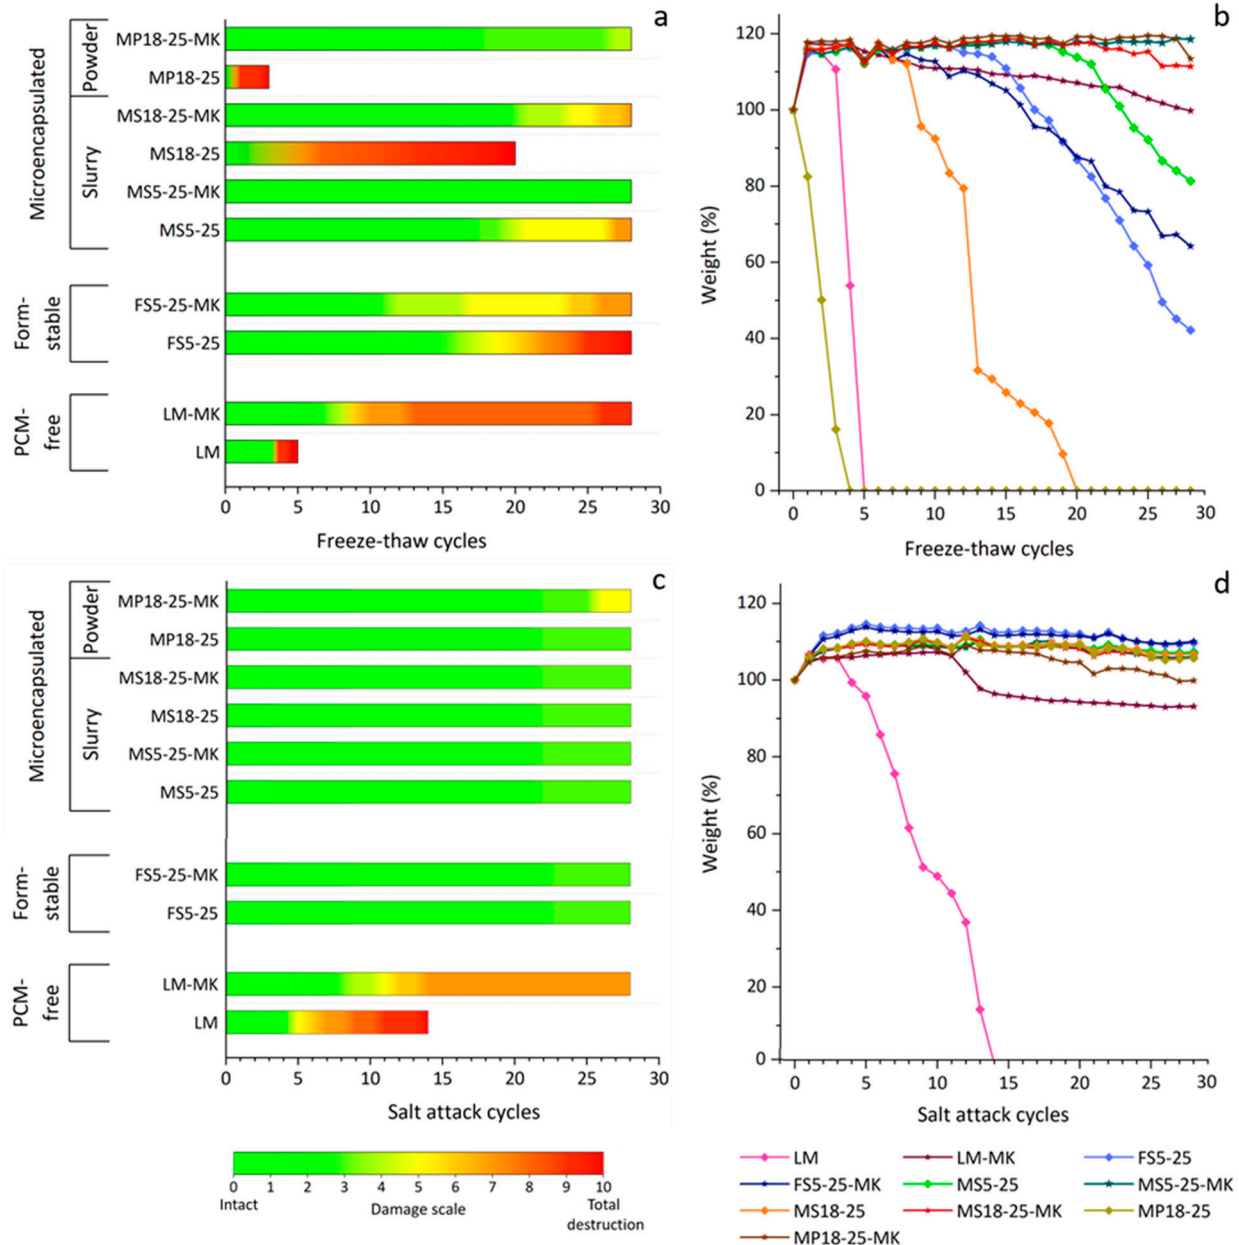 a
Microencapsulated
Powder
MP18-25-MK
MP18-25
Slurry
MS18-25-MK
MS18-25
MS5-25-MK
MS5-25
Form-
stable
FS5-25-MK
FS5-25
PCM-
free
LM-MK
LM
0 5 10 15 20 25 30
Freeze-thaw cycles
b
Weight (%)
120
100
80
60
40
20
0
0 5 10 15 20 25 30
Freeze-thaw cycles
c
Microencapsulated
Powder
MP18-25-MK
MP18-25
Slurry
MS18-25-MK
MS18-25
MS5-25-MK
MS5-25
Form-
stable
FS5-25-MK
FS5-25
PCM-
free
LM-MK
LM
0 5 10 15 20 25 30
Salt attack cycles
d
Weight (%)
120
100
80
60
40
20
0
0 5 10 15 20 25 30
Salt attack cycles
0 1 2 3 4 5 6 7 8 9 10
Intact Damage scale Total
destruction
LM LM-MK FS5-25
FS5-25-MK MS5-25 MS5-25-MK
MS18-25 MS18-25-MK MP18-25
MP18-25-MK